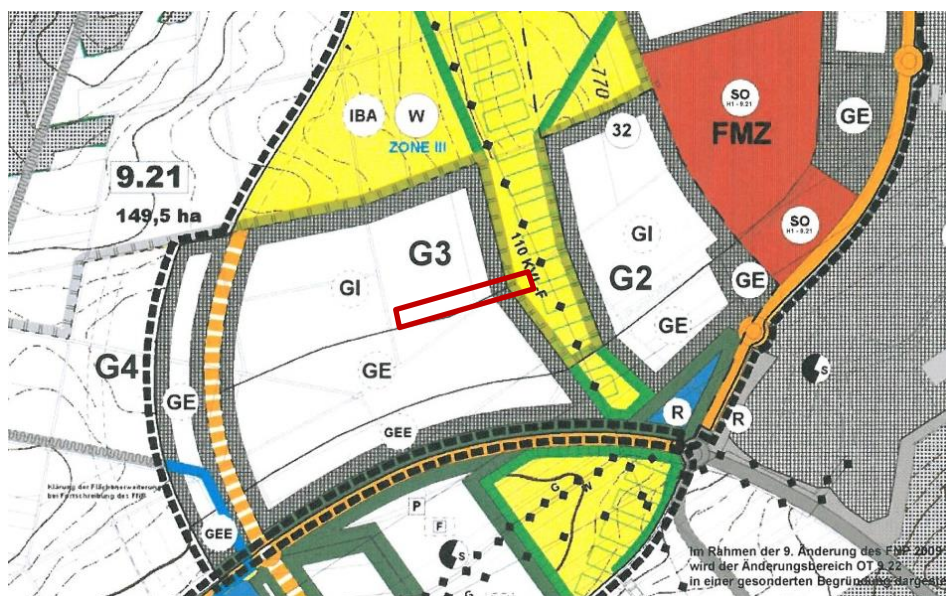 770
SO
H1 - 9.21
FMZ
GE
IBA
W
ZONE III
32
9.21
149,5 ha
110 KV
GI
G3
G2
SO
H1 - 9.21
GI
GE
GE
G4
GE
GE
GEE
R
R
S
Klärung der Flächenerweiterung
bei Fortschreibung des FNP
GEE
P
F
S
G
W
G
Im Rahmen der 9. Änderung des FNP 2009
wird der Änderungsbereich OT 9.22
in einer gesonderten Begründung